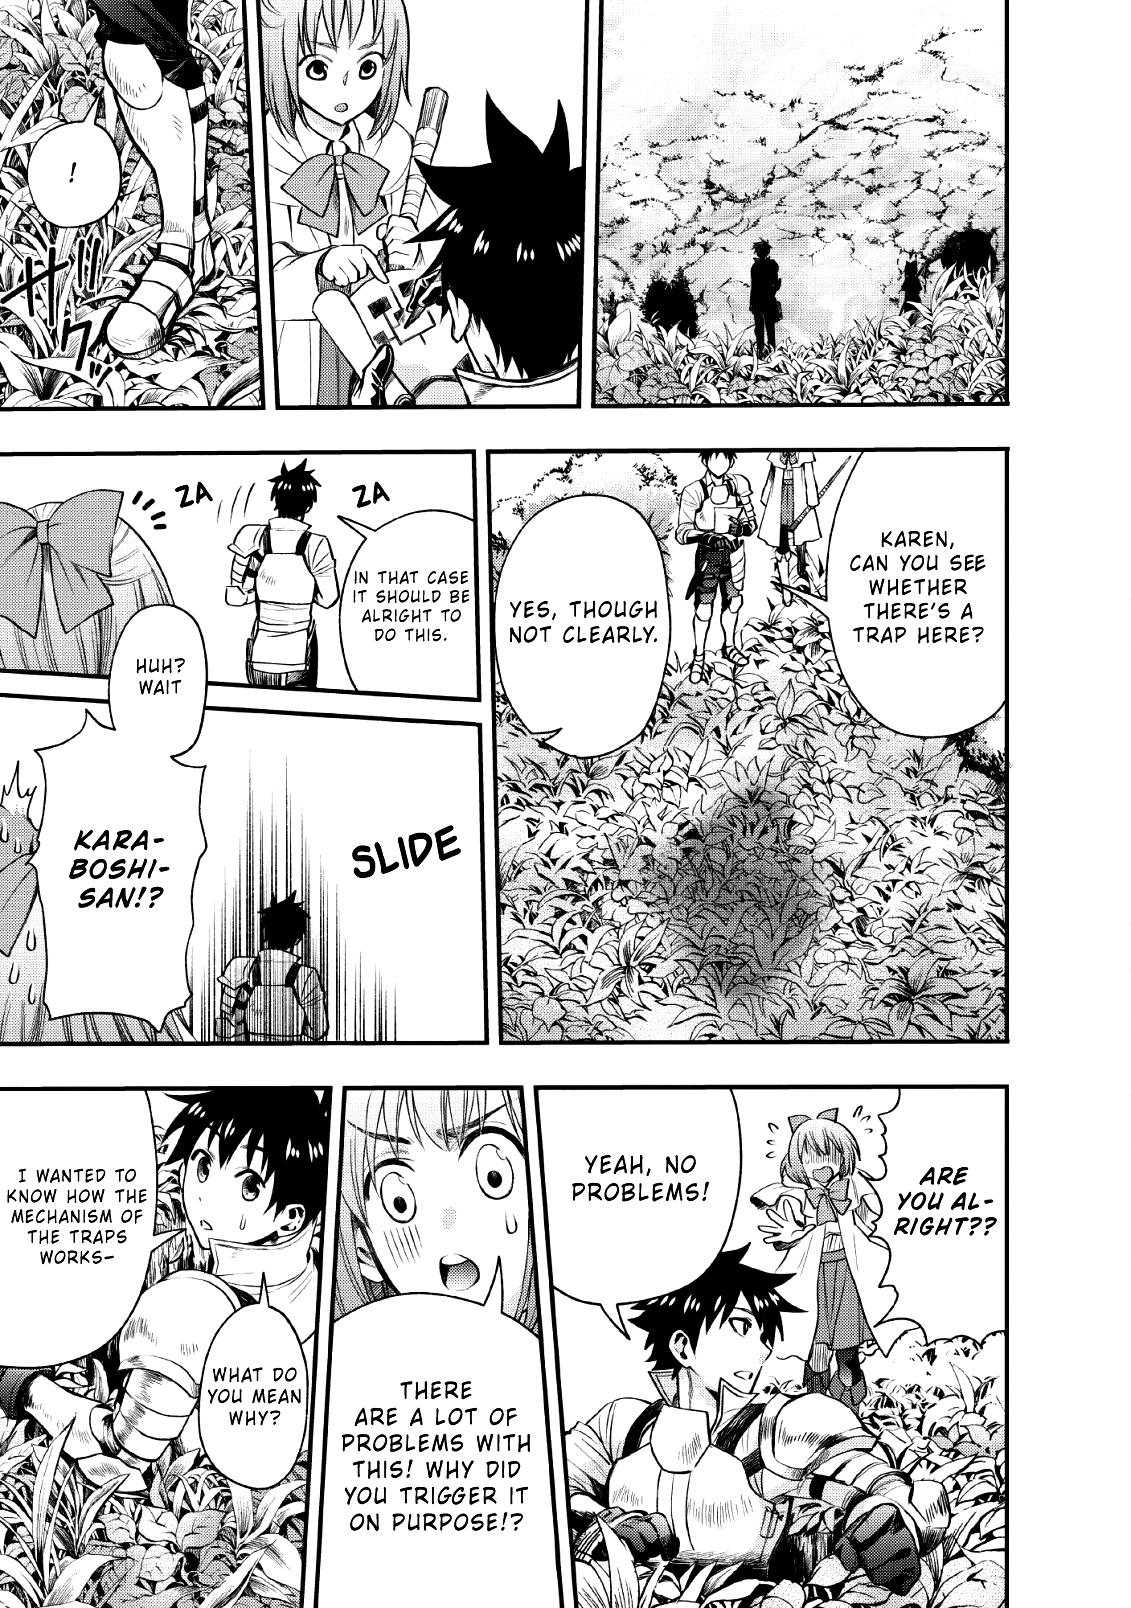 !
KAREN,
CAN YOU SEE
WHETHER
THERE'S A
TRAP HERE?
YES, THOUGH
NOT CLEARLY.
IN THAT CASE
IT SHOULD BE
ALRIGHT TO
DO THIS.
ZA
ZA
HUH?
WAIT
SLIDE
KARA-
BOSHI-
SAN!?
ARE
YOU AL-
RIGHT??
YEAH, NO
PROBLEMS!
THERE
ARE A LOT OF
PROBLEMS WITH
THIS! WHY DID
YOU TRIGGER IT
ON PURPOSE!?
WHAT DO
YOU MEAN
WHY?
I WANTED TO
KNOW HOW THE
MECHANISM OF
THE TRAPS
WORKS-